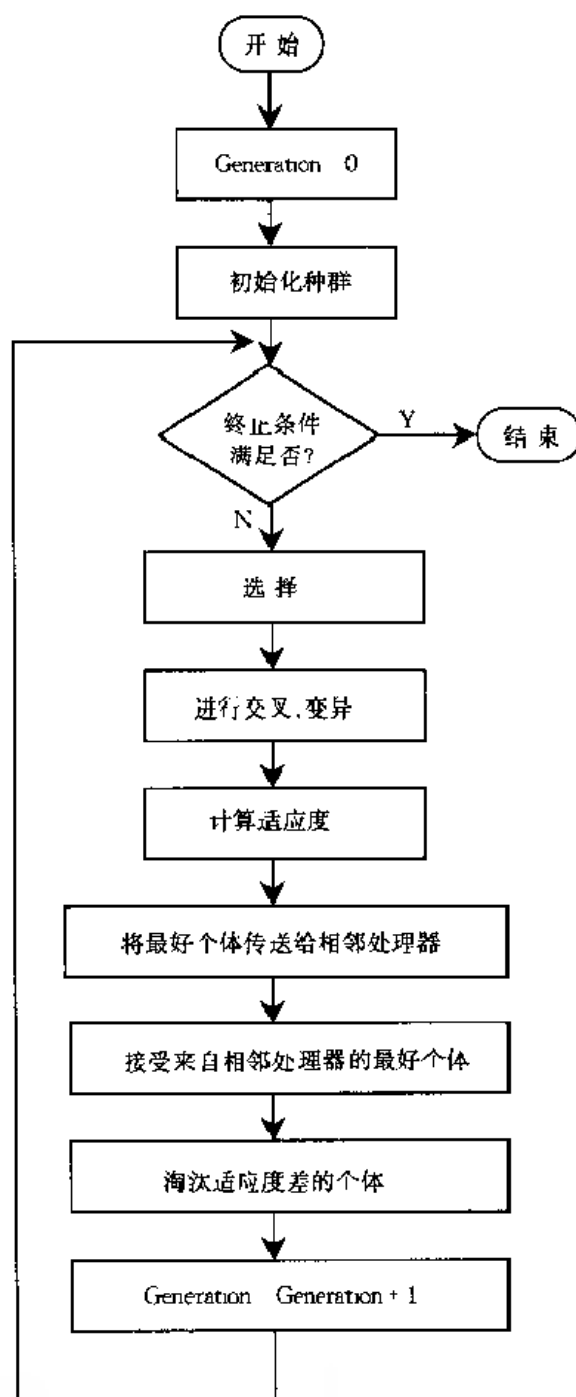 开始
Generation 0
初始化种群
终止条件
满足否?
Y
结束
N
选择
进行交叉,变异
计算适应度
将最好个体传送给相邻处理器
接受来自相邻处理器的最好个体
淘汰适应度差的个体
Generation Generation+1